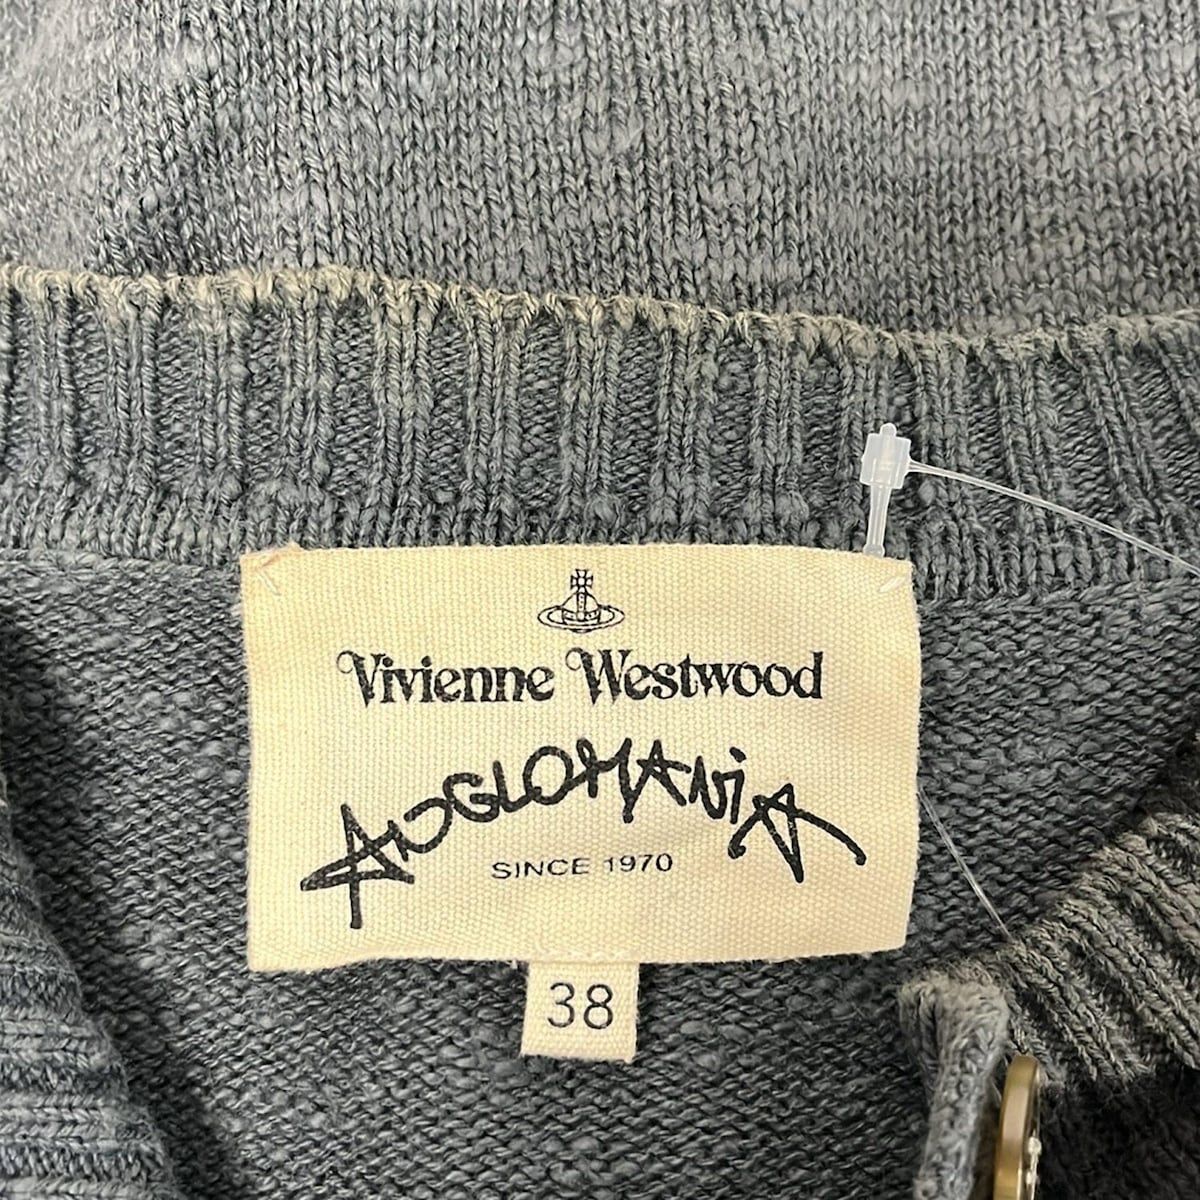 Vivienne Westwood
ANGLOMANiA
SINCE 1970
38